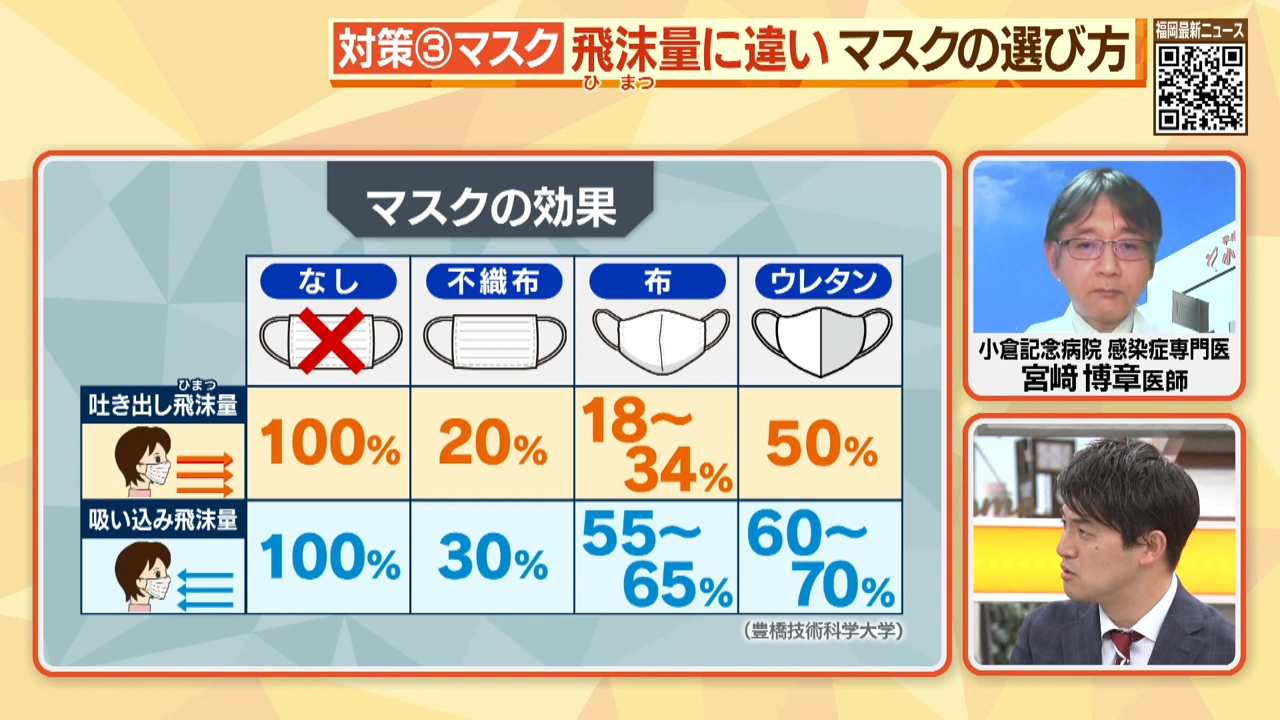 対策③マスク 飛沫量に違い マスクの選び方
ひ まつ
福岡最新ニュース
マスクの効果
なし 不織布 布 ウレタン
ひまつ
吐き出し飛沫量
100% 20% 18〜34% 50%
吸い込み飛沫量
100% 30% 55〜65% 60〜70%
(豊橋技術科学大学)
小倉記念病院 感染症専門医
宮﨑 博章医師